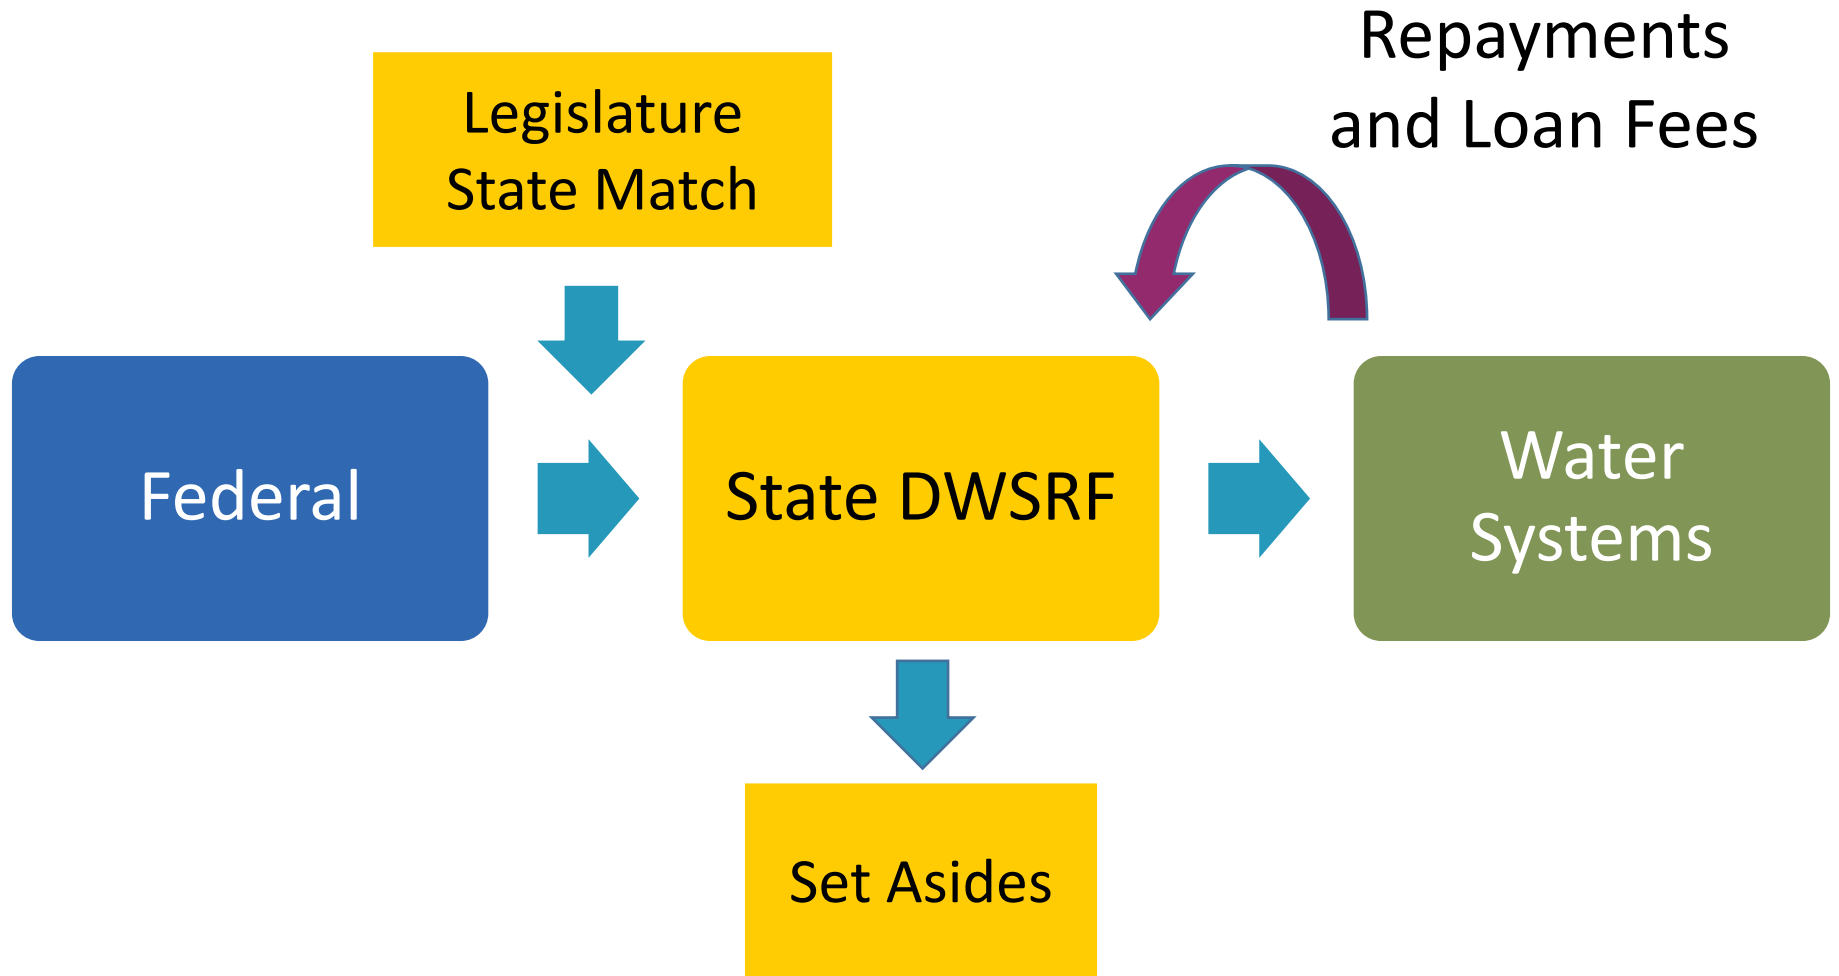 Repayments
and Loan Fees
Legislature
State Match
Federal
State DWSRF
Water
Systems
Set Asides